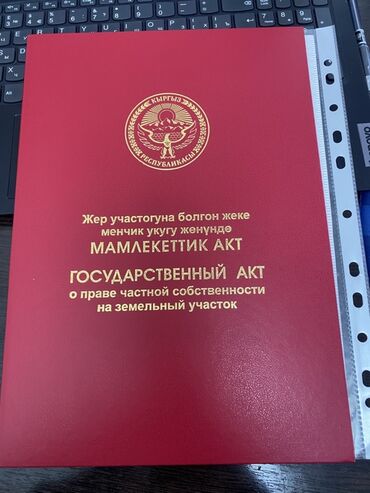 КЫРГЫЗ
РЕСПУБЛИКАСЫ
Жер участогуна болгон жеке
менчик укугу жөнүндө
МАМЛЕКЕТТИК АКТ
ГОСУДАРСТВЕННЫЙ АКТ
о праве частной собственности
на земельный участок